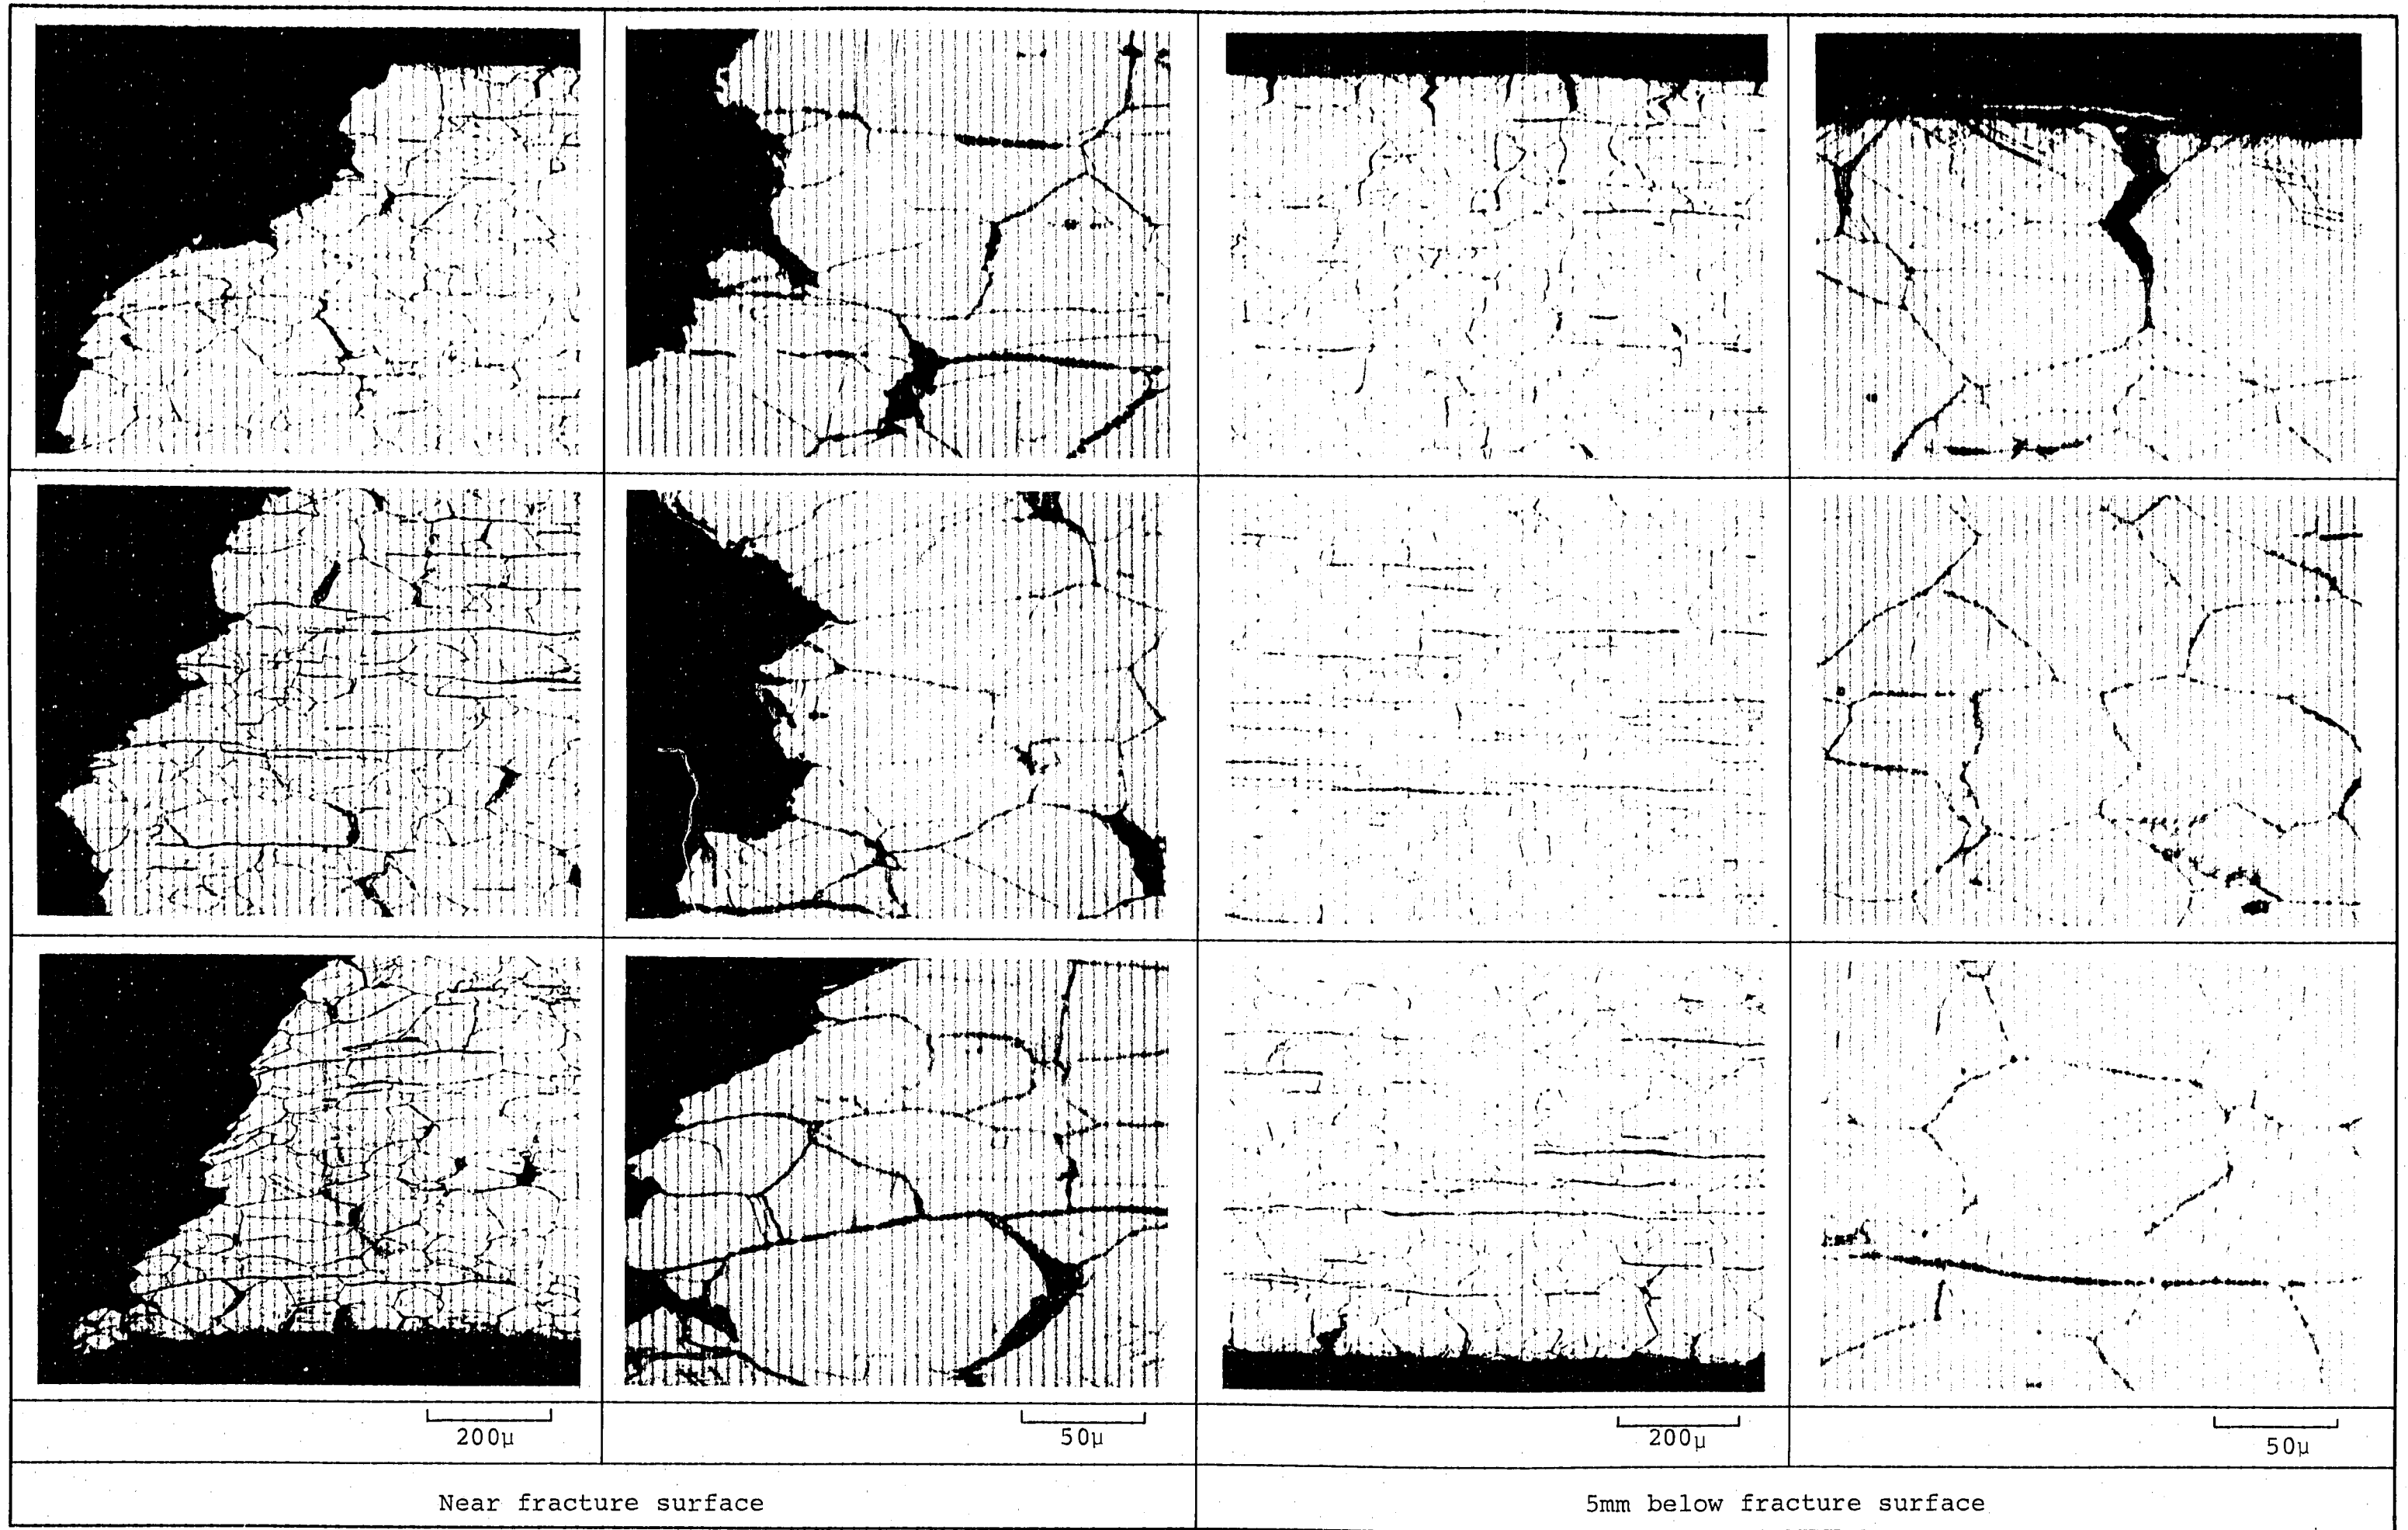 200μ
50μ
200μ
50μ
Near fracture surface
5mm below fracture surface